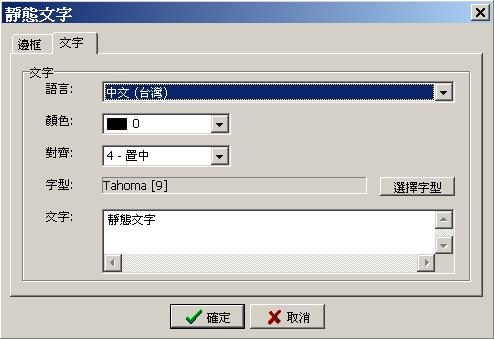 靜態文字
邊框 文字
文字
語言: 中文 (台灣)
顏色: 0
對齊: 4 - 置中
字型: Tahoma [9] 選擇字型
文字: 靜態文字
確定 取消